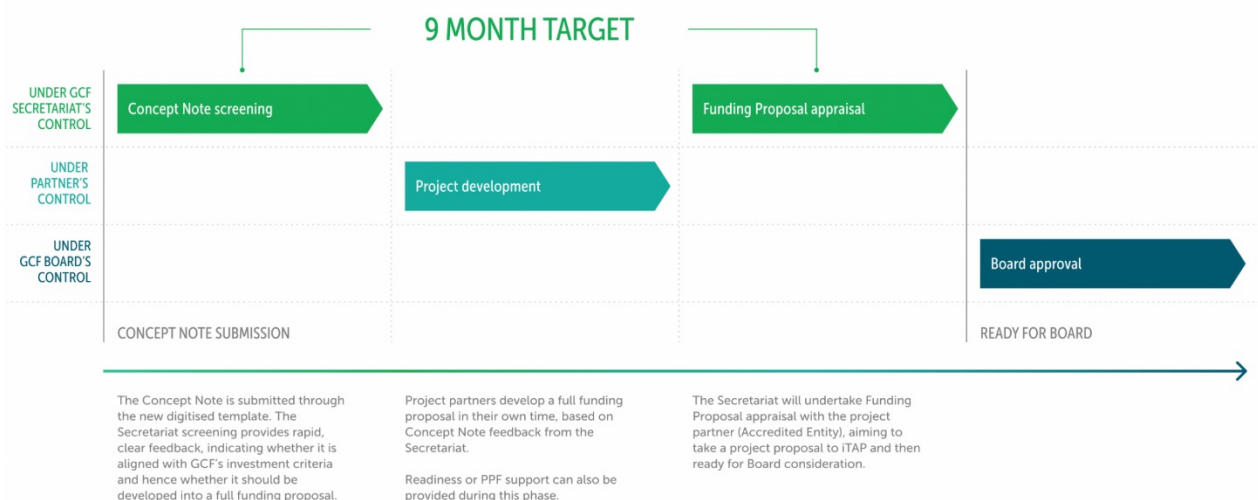 9 MONTH TARGET
UNDER GCF
SECRETARIAT'S
CONTROL
Concept Note screening
Funding Proposal appraisal
UNDER
PARTNER'S
CONTROL
Project development
UNDER
GCF BOARD'S
CONTROL
Board approval
CONCEPT NOTE SUBMISSION
READY FOR BOARD
The Concept Note is submitted through
the new digitised template. The
Secretariat screening provides rapid,
clear feedback, indicating whether it is
aligned with GCF's investment criteria
and hence whether it should be
developed into a full funding proposal.
Project partners develop a full funding
proposal in their own time, based on
Concept Note feedback from the
Secretariat.
Readiness or PPF support can also be
provided during this phase.
The Secretariat will undertake Funding
Proposal appraisal with the project
partner (Accredited Entity), aiming to
take a project proposal to iTAP and then
ready for Board consideration.